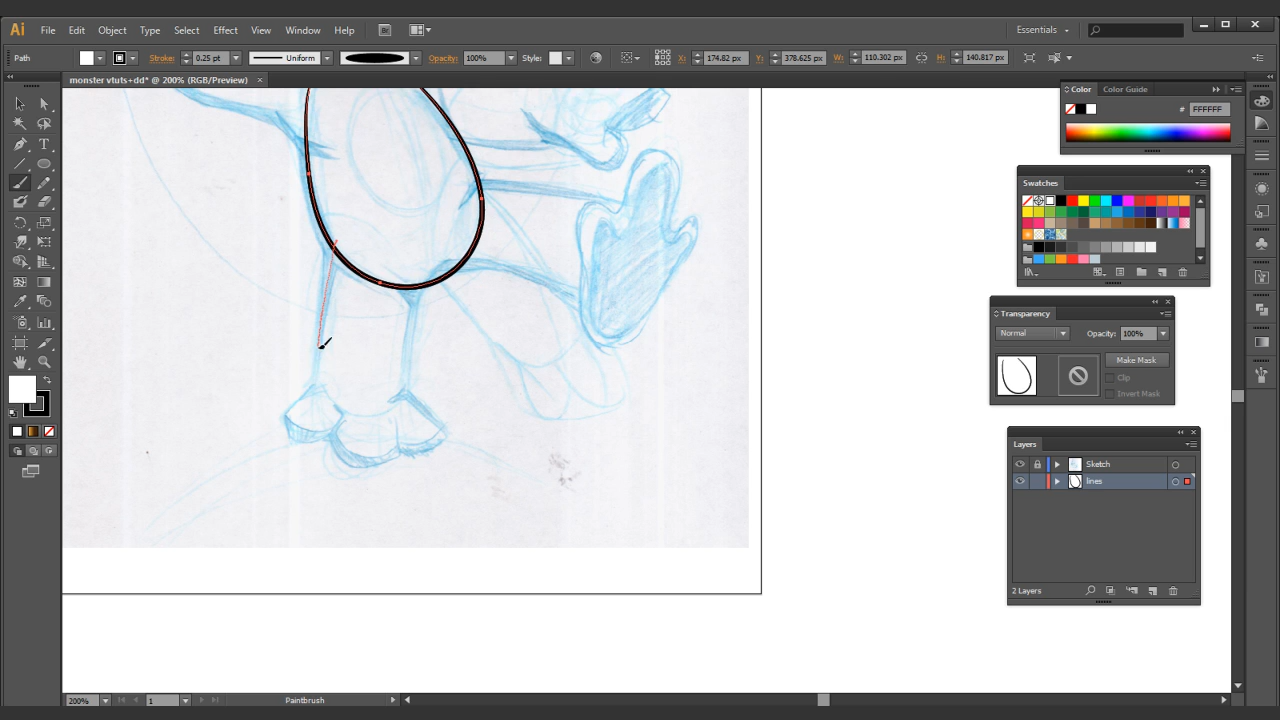 Ai File Edit Object Type Select Effect View Window Help Essentials
Path Stroke: 0.25 pt Uniform Opacity: 100% Style: X: 174.82 px Y: 378.625 px W: 110.302 px H: 140.817 px
monster vtuts+dd* @ 200% (RGB/Preview) ×
Color Color Guide
# FFFFFF
Swatches
Transparency
Normal Opacity: 100%
Make Mask
Clip
Invert Mask
Layers
Sketch
lines
2 Layers
200% 1 Paintbrush